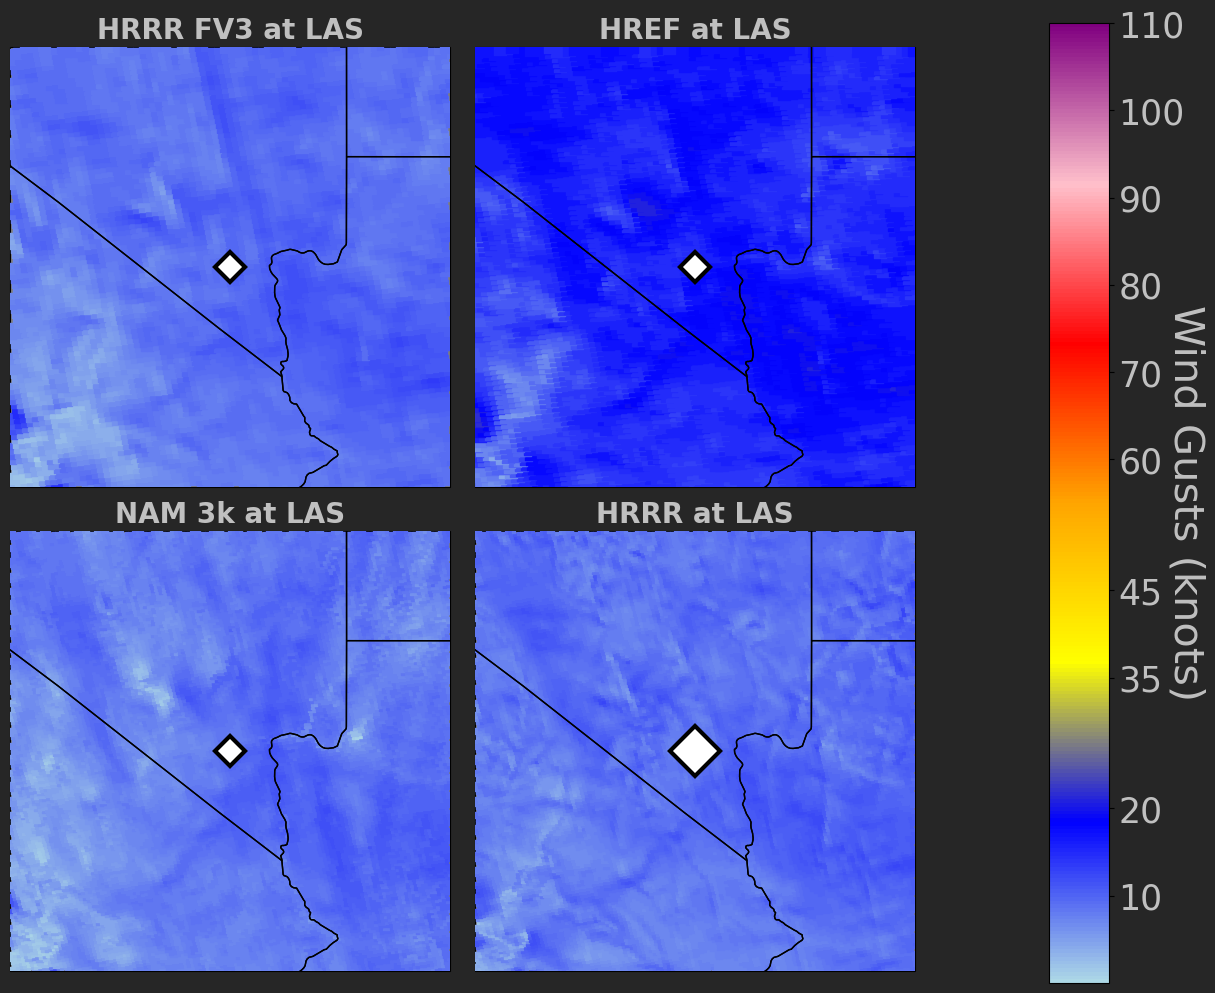 HRRR FV3 at LAS
HREF at LAS
NAM 3k at LAS
HRRR at LAS
110
100
90
80
70
60
45
35
20
10
Wind Gusts (knots)